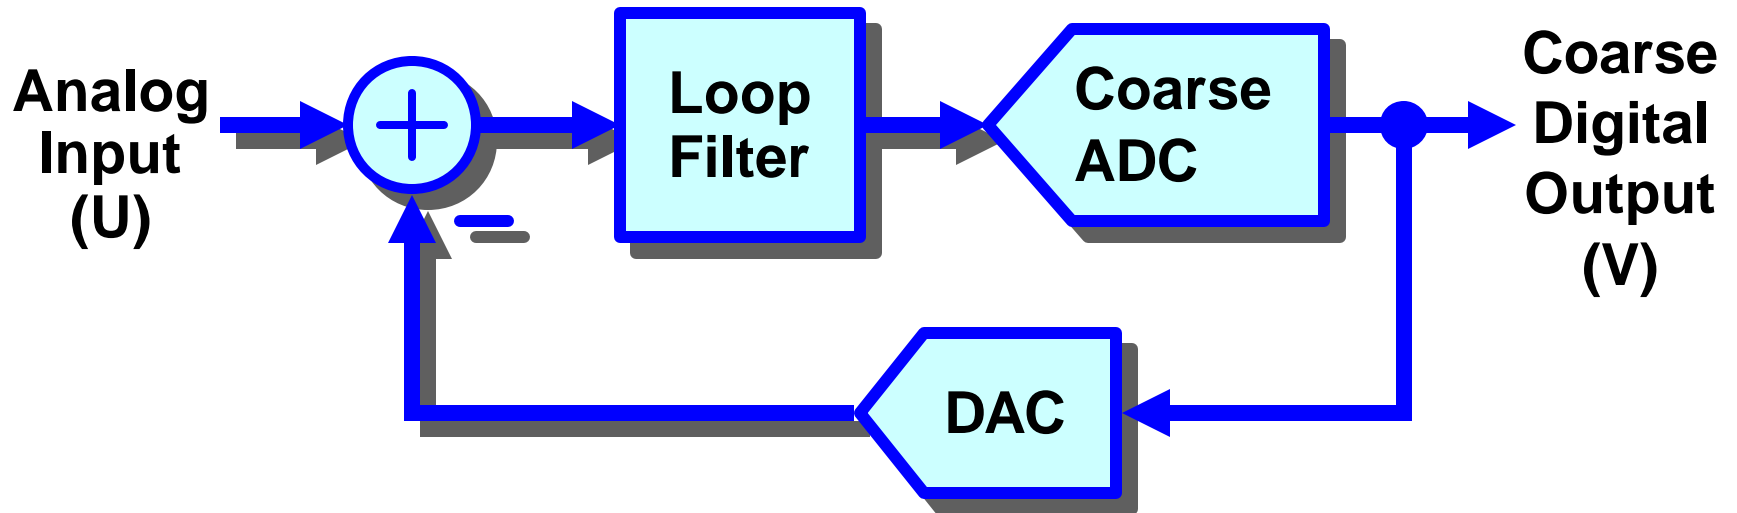 Analog
Input
(U)
Loop
Filter
Coarse
ADC
Coarse
Digital
Output
(V)
DAC